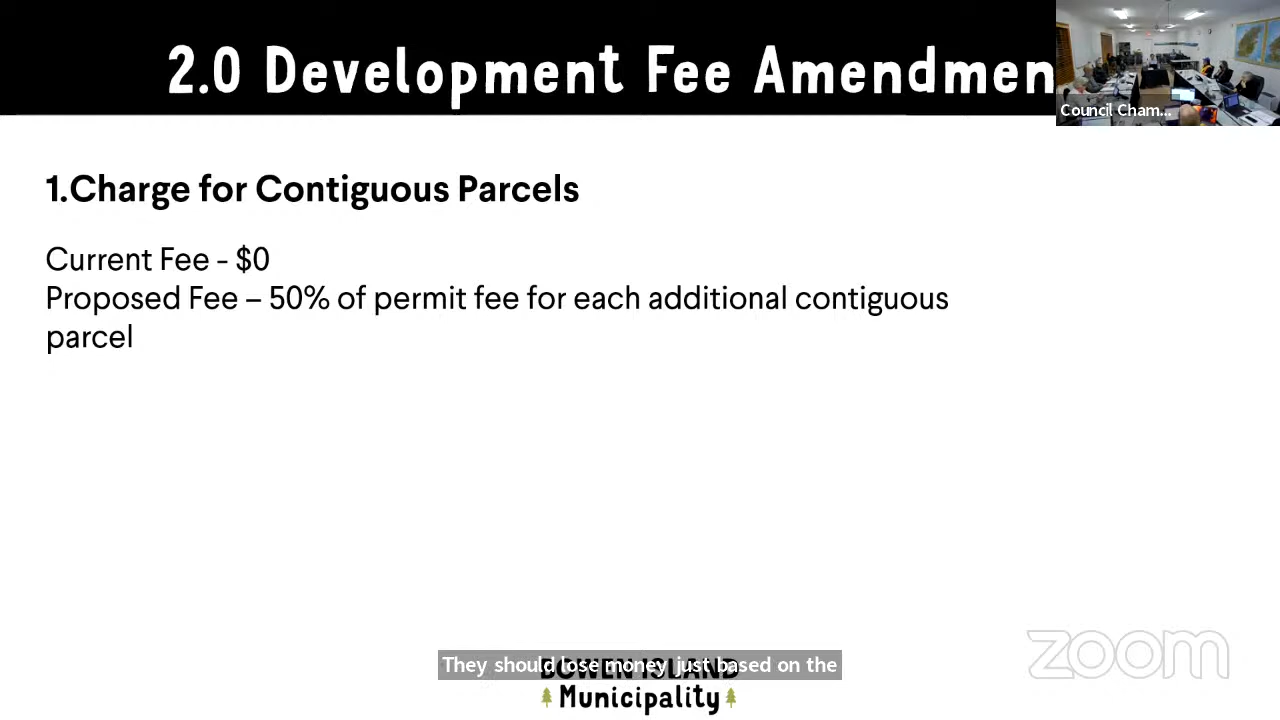 2.0 Development Fee Amendmen
Council Cham...
1.Charge for Contiguous Parcels
Current Fee - $0
Proposed Fee – 50% of permit fee for each additional contiguous
parcel
They should lose money just based on the
BOWEN ISLAND
Municipality
zoom